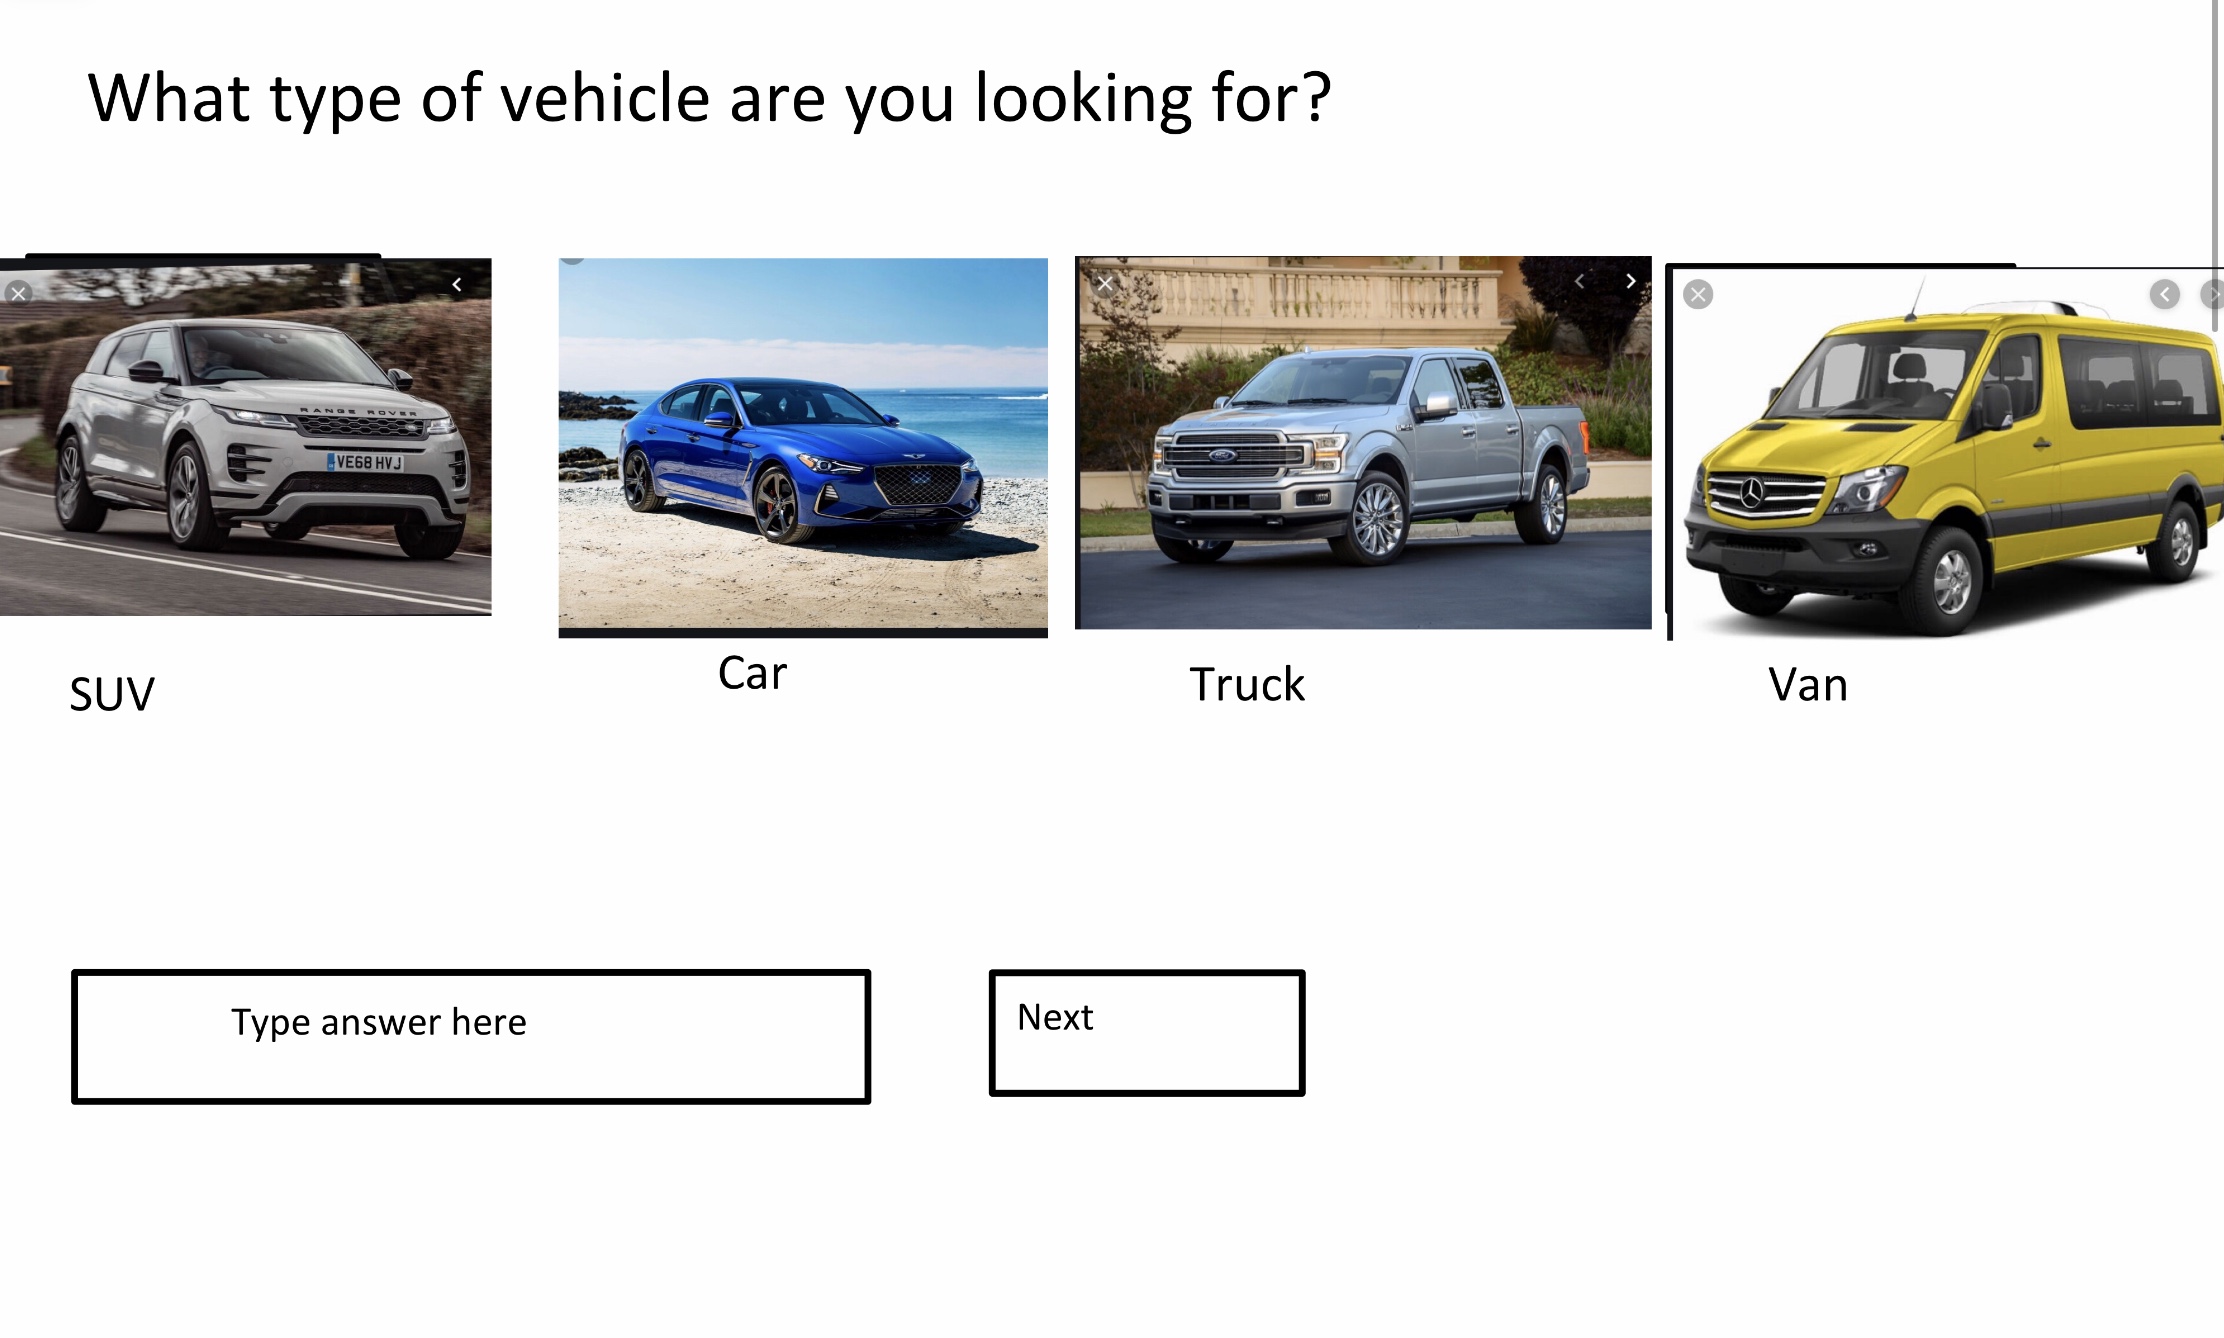 What type of vehicle are you looking for?
RANGE ROVER
VE68 HVJ
SUV
Car
Truck
Van
Type answer here
Next